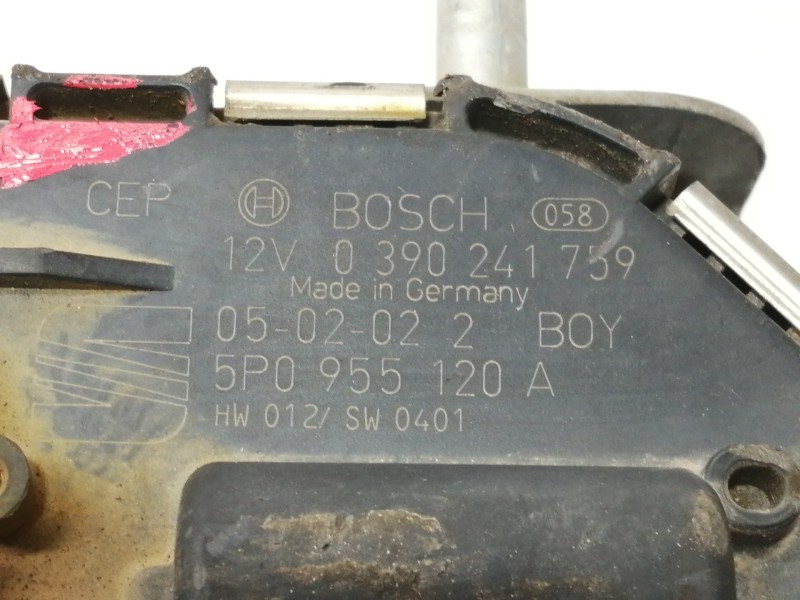 CEP BOSCH 058
12V 0 390 241 759
Made in Germany
05-02-02 2 BOY
5P0 955 120 A
HW 012/ SW 0401